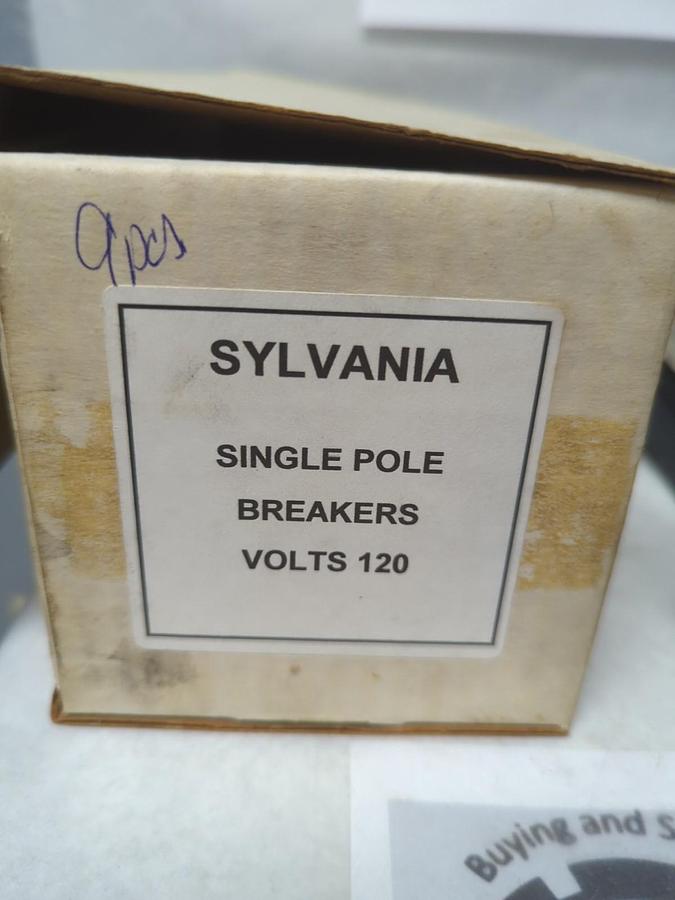 9pcs
SYLVANIA
SINGLE POLE
BREAKERS
VOLTS 120
Buying and S